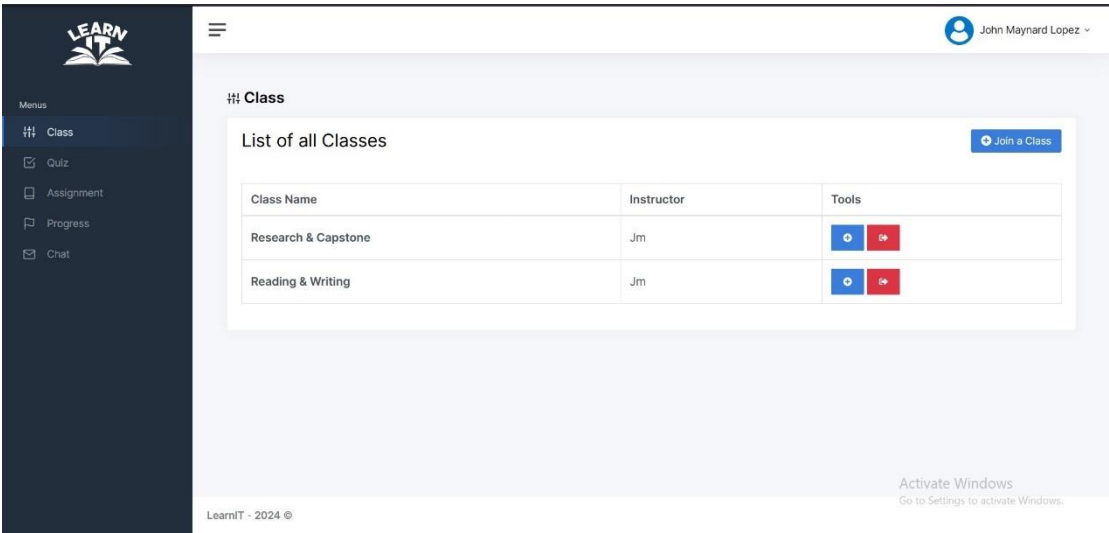 LEARN
IT
John Maynard Lopez
Menus
Class
Quiz
Assignment
Progress
Chat
Class
List of all Classes
Join a Class
Class Name Instructor Tools
Research & Capstone Jm
Reading & Writing Jm
Activate Windows
Go to Settings to activate Windows.
LearnIT - 2024 ©